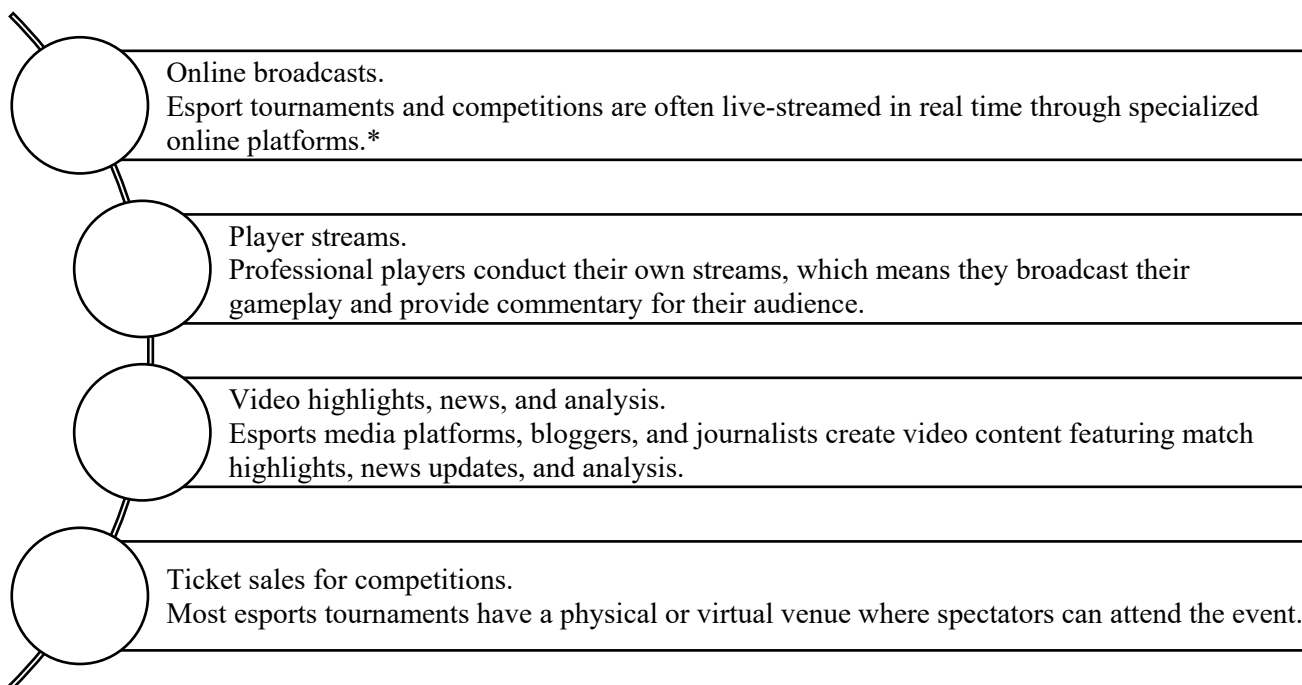 Online broadcasts.
Esport tournaments and competitions are often live-streamed in real time through specialized
online platforms.*
Player streams.
Professional players conduct their own streams, which means they broadcast their
gameplay and provide commentary for their audience.
Video highlights, news, and analysis.
Esports media platforms, bloggers, and journalists create video content featuring match
highlights, news updates, and analysis.
Ticket sales for competitions.
Most esports tournaments have a physical or virtual venue where spectators can attend the event.